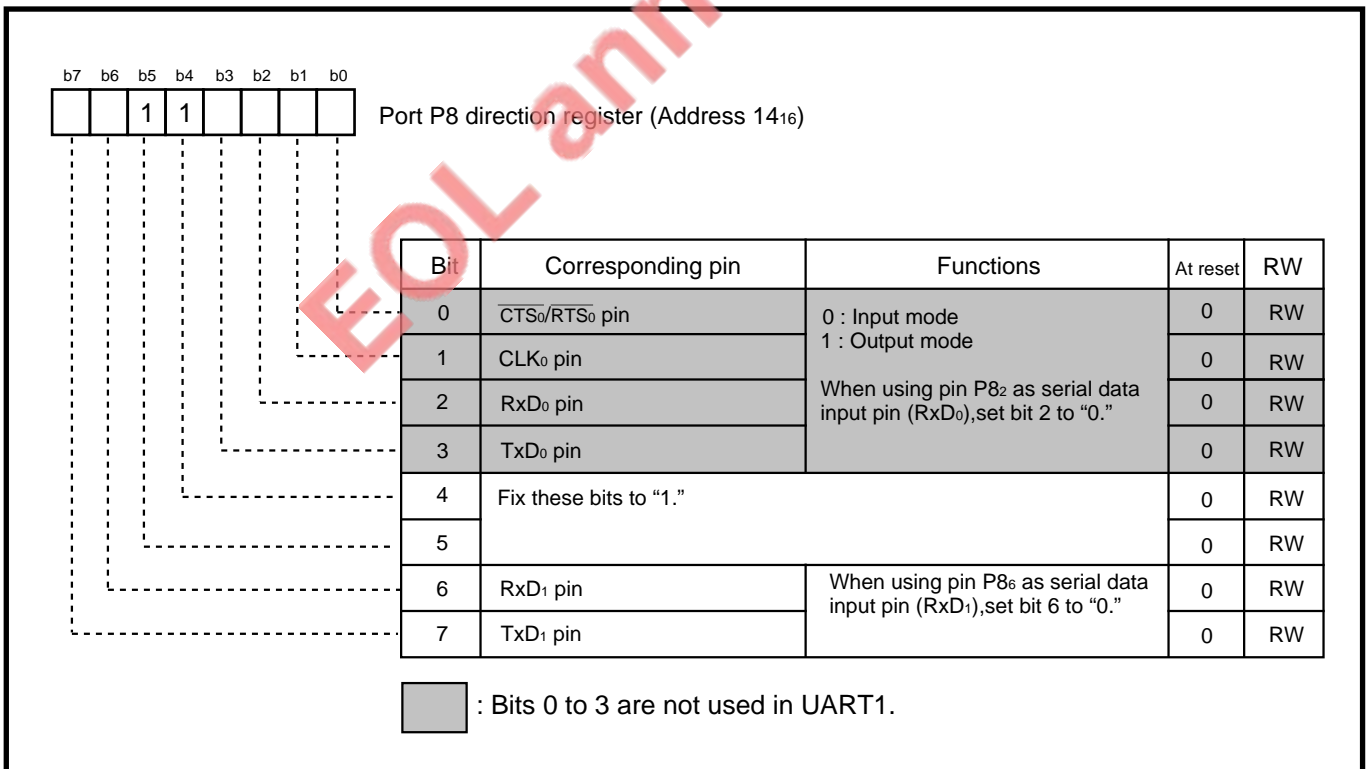 b7 b6 b5 b4 b3 b2 b1 b0
1 1
Port P8 direction register (Address 14₁₆)
EOL ann
Bit Corresponding pin Functions At reset RW
0 C̅T̅S̅₀/R̅T̅S̅₀ pin 0 : Input mode 0 RW
1 : Output mode
1 CLK₀ pin 0 RW
When using pin P8₂ as serial data
2 RxD₀ pin input pin (RxD₀),set bit 2 to “0.” 0 RW
3 TxD₀ pin 0 RW
4 Fix these bits to “1.” 0 RW
5 0 RW
6 RxD₁ pin When using pin P8₆ as serial data 0 RW
input pin (RxD₁),set bit 6 to “0.”
7 TxD₁ pin 0 RW
: Bits 0 to 3 are not used in UART1.